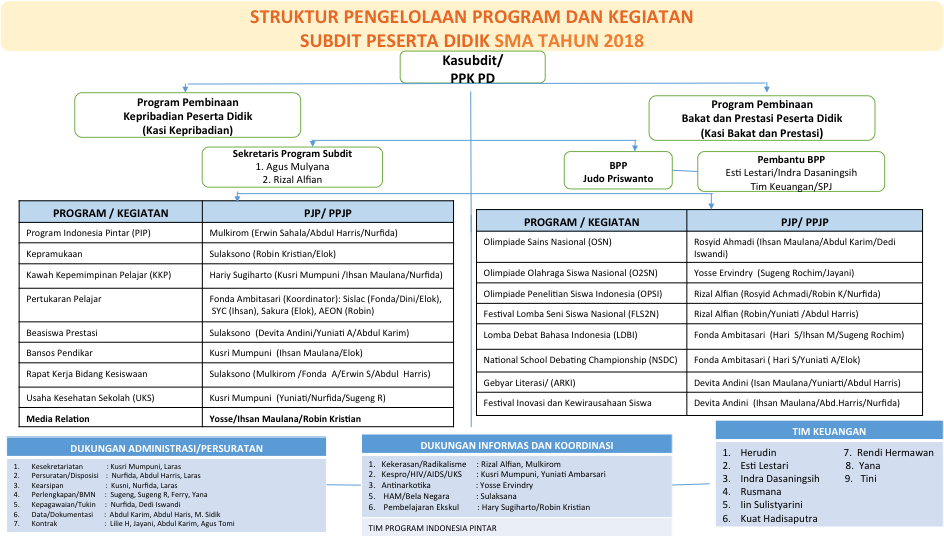 STRUKTUR PENGELOLAAN PROGRAM DAN KEGIATAN
SUBDIT PESERTA DIDIK SMA TAHUN 2018
Kasubdit/
PPK PD
Program Pembinaan
Kepribadian Peserta Didik
(Kasi Kepribadian)
Program Pembinaan
Bakat dan Prestasi Peserta Didik
(Kasi Bakat dan Prestasi)
Sekretaris Program Subdit
1. Agus Mulyana
2. Rizal Alfian
BPP
Judo Priswanto
Pembantu BPP
Esti Lestari/Indra Dasaningsih
Tim Keuangan/SPJ
PROGRAM / KEGIATAN PJP/ PPJP
Program Indonesia Pintar (PIP) Mulkirom (Erwin Sahala/Abdul Harris/Nurfida)
Kepramukaan Sulaksono (Robin Kristian/Elok)
Kawah Kepemimpinan Pelajar (KKP) Hariy Sugiharto (Kusri Mumpuni /Ihsan Maulana/Nurfida)
Pertukaran Pelajar Fonda Ambitasari (Koordinator): Sislac (Fonda/Dini/Elok),
SYC (Ihsan), Sakura (Elok), AEON (Robin)
Beasiswa Prestasi Sulaksono (Devita Andini/Yuniati A/Abdul Karim)
Bansos Pendikar Kusri Mumpuni (Ihsan Maulana/Elok)
Rapat Kerja Bidang Kesiswaan Sulaksono (Mulkirom /Fonda A/Erwin S/Abdul Harris)
Usaha Kesehatan Sekolah (UKS) Kusri Mumpuni (Yuniati/Nurfida/Sugeng R)
Media Relation Yosse/Ihsan Maulana/Robin Kristian
PROGRAM / KEGIATAN PJP/ PPJP
Olimpiade Sains Nasional (OSN) Rosyid Ahmadi (Ihsan Maulana/Abdul Karim/Dedi
Iswandi)
Olimpiade Olahraga Siswa Nasional (O2SN) Yosse Ervindry (Sugeng Rochim/Jayani)
Olimpiade Penelitian Siswa Indonesia (OPSI) Rizal Alfian (Rosyid Achmadi/Robin K/Nurfida)
Festival Lomba Seni Siswa Nasional (FLS2N) Rizal Alfian (Robin/Yuniati /Abdul Harris)
Lomba Debat Bahasa Indonesia (LDBI) Fonda Ambitasari (Hari S/Ihsan M/Sugeng Rochim)
National School Debating Championship (NSDC) Fonda Ambitasari ( Hari S/Yuniati A/Elok)
Gebyar Literasi/ (ARKI) Devita Andini (Isan Maulana/Yuniarti/Abdul Harris)
Festival Inovasi dan Kewirausahaan Siswa Devita Andini (Ihsan Maulana/Abd.Harris/Nurfida)
DUKUNGAN ADMINISTRASI/PERSURATAN
1. Kesekretariatan : Kusri Mumpuni, Laras
2. Persuratan/Disposisi : Nurfida, Abdul Harris, Laras
3. Kearsipan : Kusni, Nurfida, Laras
4. Perlengkapan/BMN : Sugeng, Sugeng R, Ferry, Yana
5. Kepagawaian/Tukin : Nurfida, Dedi Iswandi
6. Data/Dokumentasi : Abdul Karim, Abdul Haris, M. Sidik
7. Kontrak : Lilie H, Jayani, Abdul Karim, Agus Tomi
DUKUNGAN INFORMAS DAN KOORDINASI
1. Kekerasan/Radikalisme : Rizal Alfian, Mulkirom
2. Kespro/HIV/AIDS/UKS : Kusri Mumpuni, Yuniati Ambarsari
3. Antinarkotika : Yosse Ervindry
5. HAM/Bela Negara : Sulaksana
6. Pembelajaran Ekskul : Hary Sugiharto/Robin Kristian
TIM PROGRAM INDONESIA PINTAR
TIM KEUANGAN
1. Herudin 7. Rendi Hermawan
2. Esti Lestari 8. Yana
3. Indra Dasaningsih 9. Tini
4. Rusmana
5. Iin Sulistyarini
6. Kuat Hadisaputra